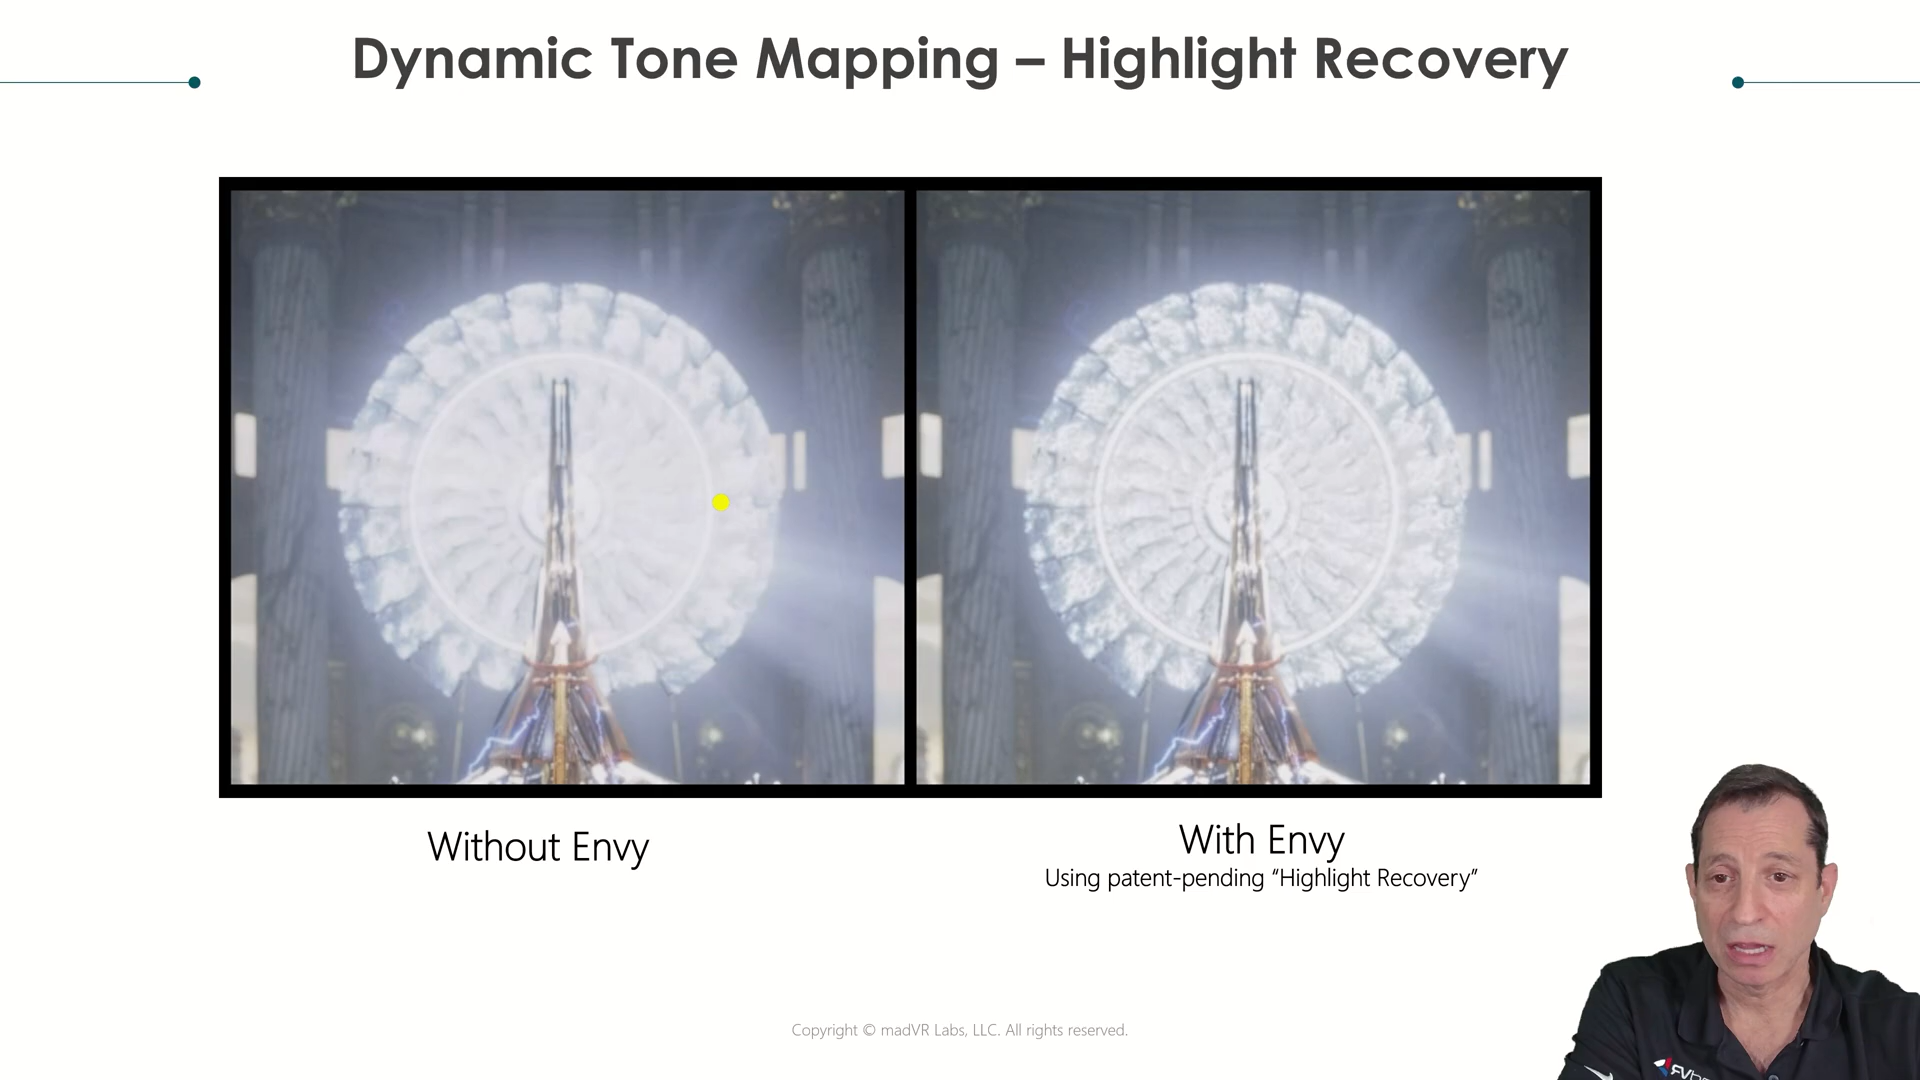 Dynamic Tone Mapping – Highlight Recovery
Without Envy
With Envy
Using patent-pending “Highlight Recovery”
Copyright © madVR Labs, LLC. All rights reserved.